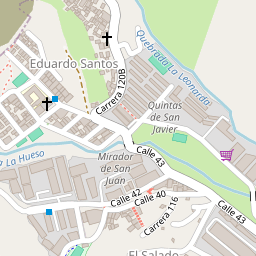 Quebrada La Leonarda
Eduardo Santos
Carrera 120B
Quintas
de San
Javier
Calle 43
La Hueso
Mirador
de San
Juan
Calle 43
Calle 42
Calle 40
Carrera 116
El Salado